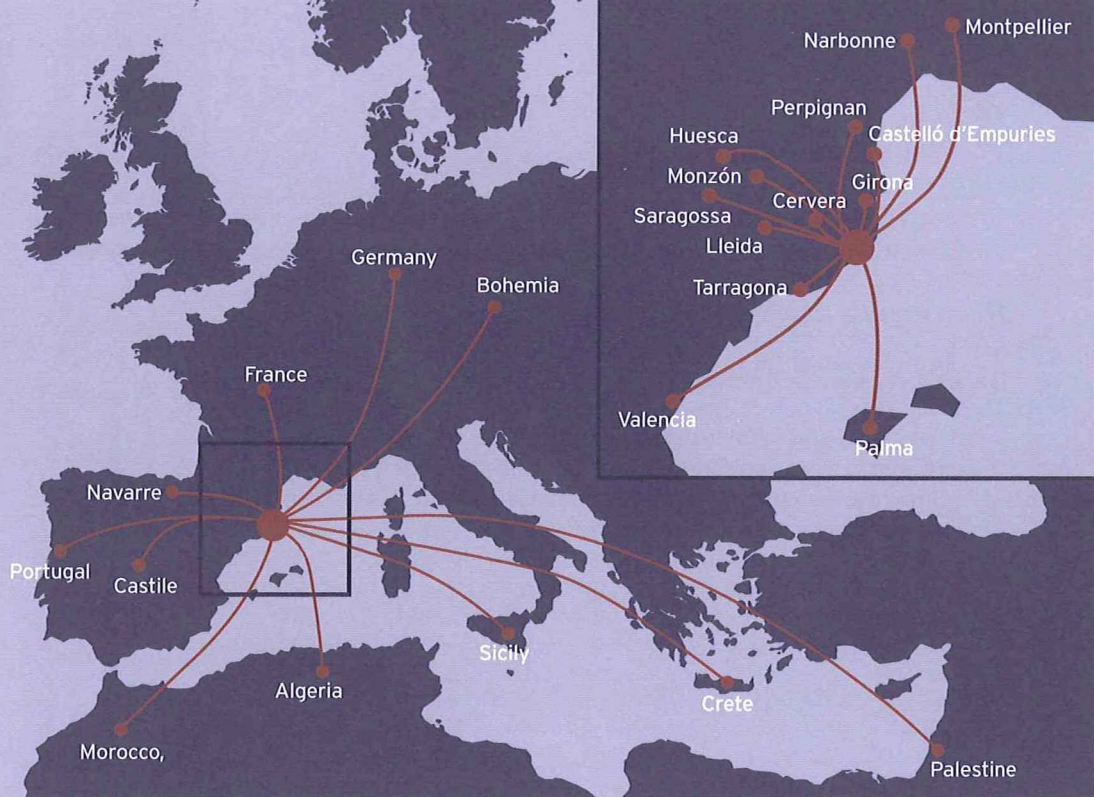 Montpellier
Narbonne
Perpignan
Castelló d'Empuries
Huesca
Monzón
Girona
Cervera
Saragossa
Lleida
Tarragona
Valencia
Palma
Germany
Bohemia
France
Navarre
Portugal
Castile
Sicily
Algeria
Crete
Morocco,
Palestine